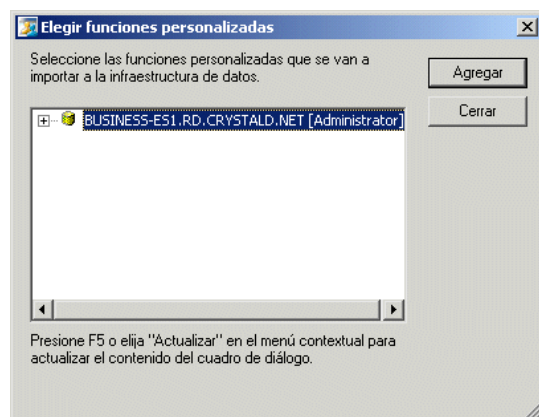 Elegir funciones personalizadas
Seleccione las funciones personalizadas que se van a
importar a la infraestructura de datos.
Agregar
Cerrar
BUSINESS-ES1.RD.CRYSTALD.NET [Administrator]
Presione F5 o elija "Actualizar" en el menú contextual para
actualizar el contenido del cuadro de diálogo.